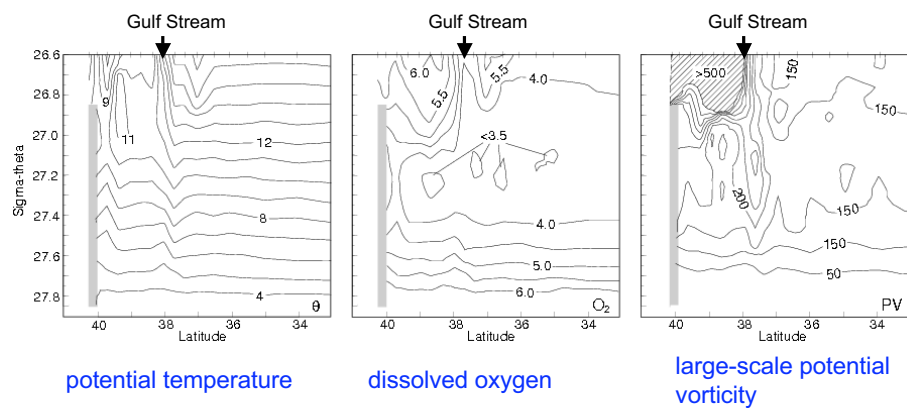 Gulf Stream
Gulf Stream
Gulf Stream
Sigma-theta
26.6
26.8
27.0
27.2
27.4
27.6
27.8
9
11
12
8
4
θ
41
40
38
36
34
Latitude
6.0
5.5
5.5
4.0
<3.5
4.0
5.0
6.0
O2
40
38
36
34
Latitude
>500
150
150
200
150
150
50
PV
40
38
36
34
Latitude
potential temperature
dissolved oxygen
large-scale potential
vorticity